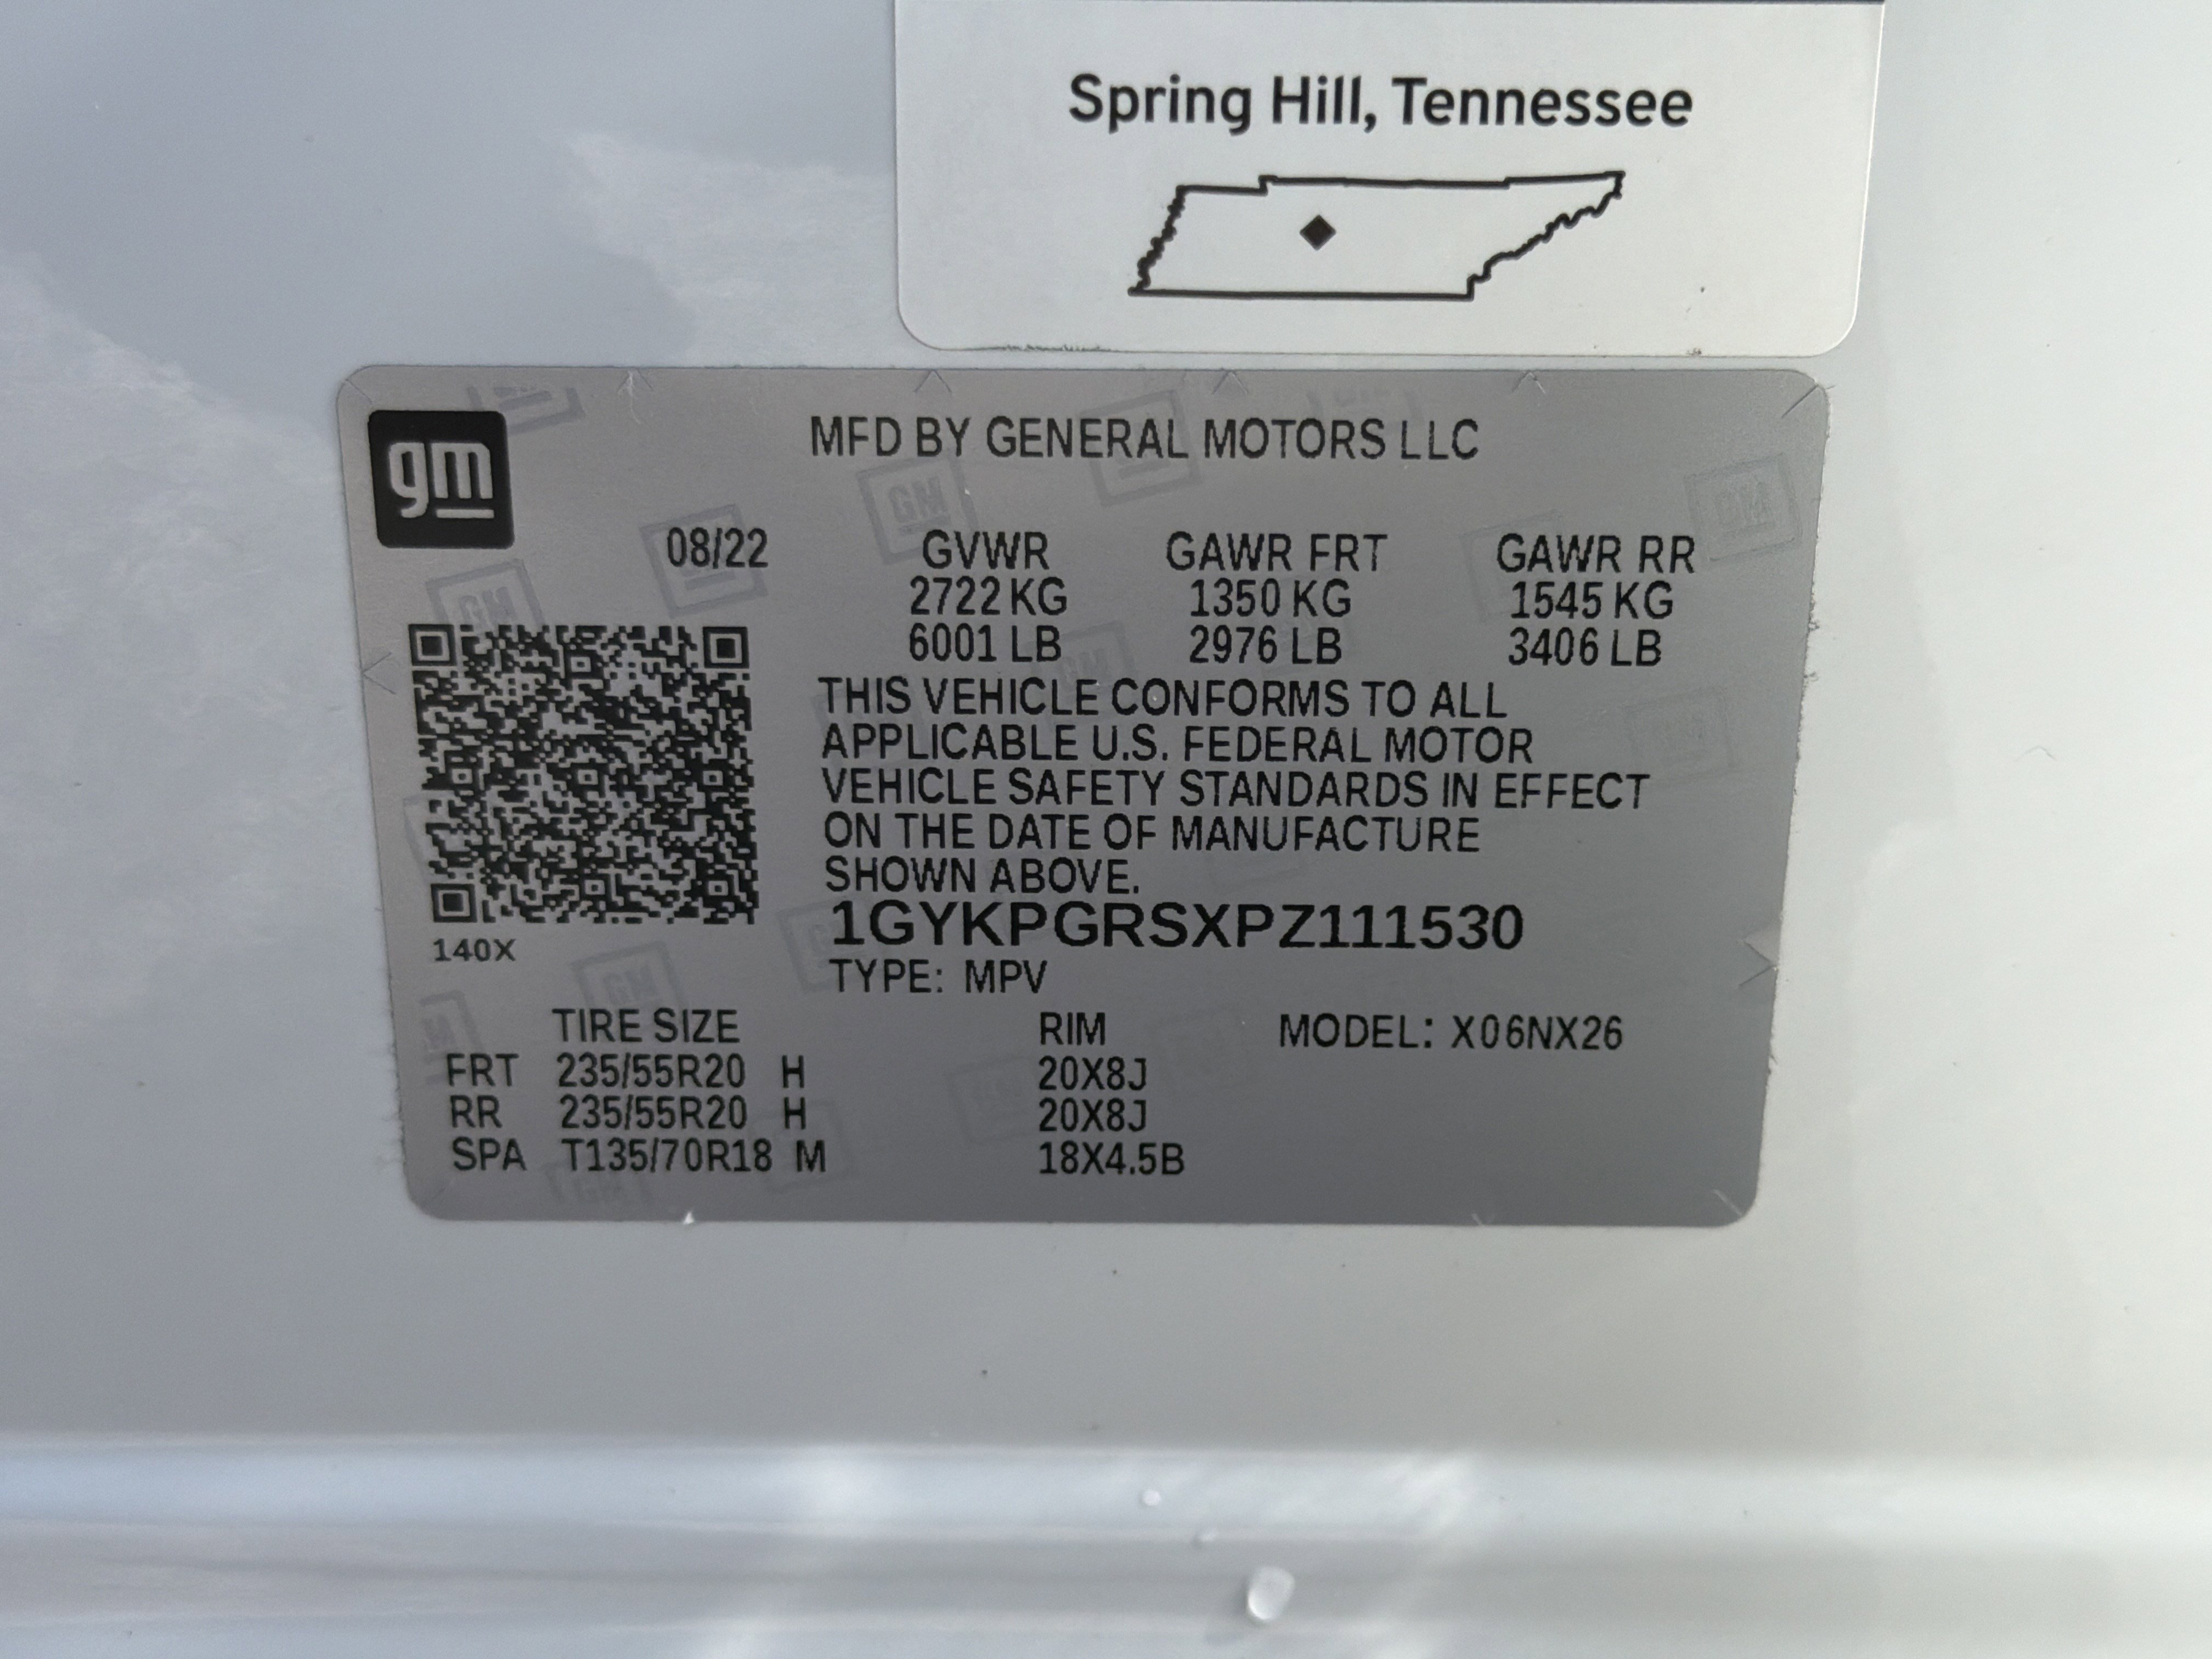 Spring Hill, Tennessee
gm
MFD BY GENERAL MOTORS LLC
08/22 GVWR GAWR FRT GAWR RR
2722 KG 1350 KG 1545 KG
6001 LB 2976 LB 3406 LB
THIS VEHICLE CONFORMS TO ALL
APPLICABLE U.S. FEDERAL MOTOR
VEHICLE SAFETY STANDARDS IN EFFECT
ON THE DATE OF MANUFACTURE
SHOWN ABOVE.
1GYKPGRSXPZ111530
140X
TYPE: MPV
TIRE SIZE RIM MODEL: X06NX26
FRT 235/55R20 H 20X8J
RR 235/55R20 H 20X8J
SPA T135/70R18 M 18X4.5B